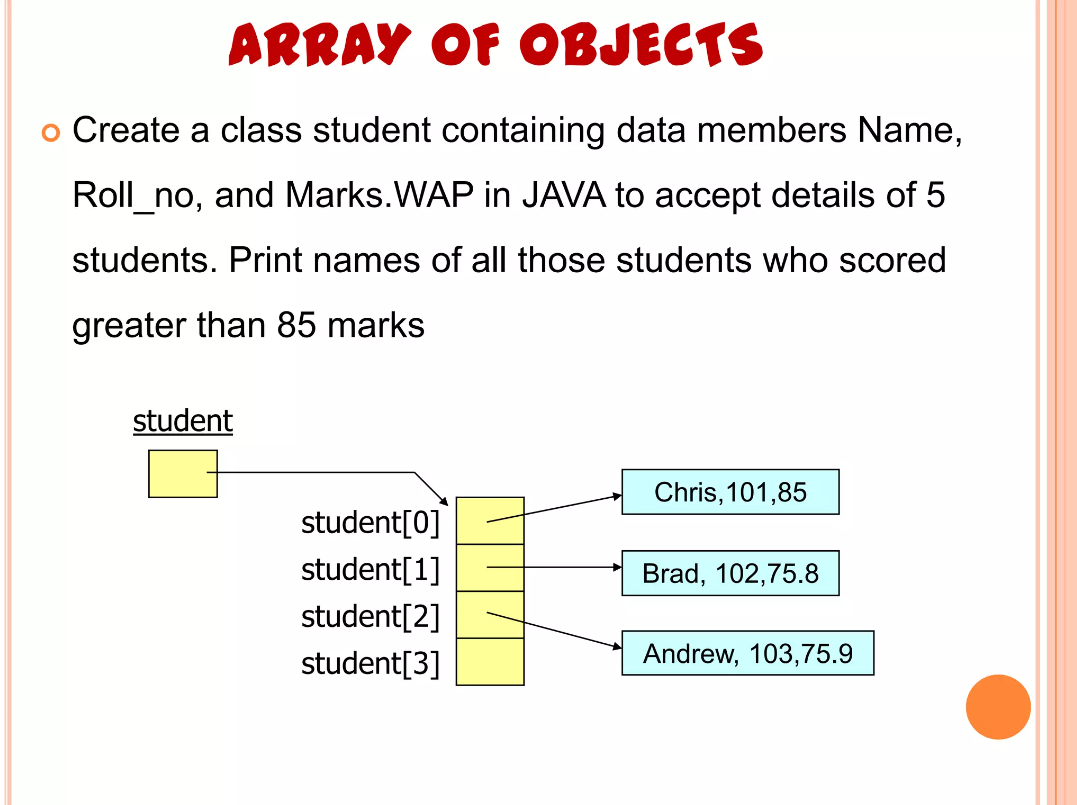 ARRAY OF OBJECTS
Create a class student containing data members Name,
Roll_no, and Marks.WAP in JAVA to accept details of 5
students. Print names of all those students who scored
greater than 85 marks
student
student[0]
Chris,101,85
student[1]
Brad, 102,75.8
student[2]
student[3]
Andrew, 103,75.9